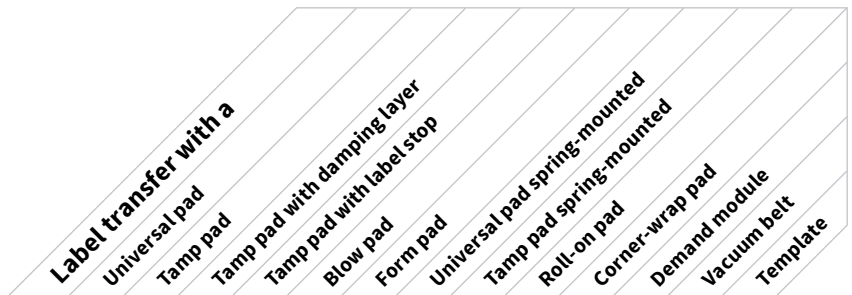 Label transfer with a
Universal pad
Tamp pad
Tamp pad with damping layer
Tamp pad with label stop
Blow pad
Form pad
Universal pad spring-mounted
Tamp pad spring-mounted
Roll-on pad
Corner-wrap pad
Demand module
Vacuum belt
Template